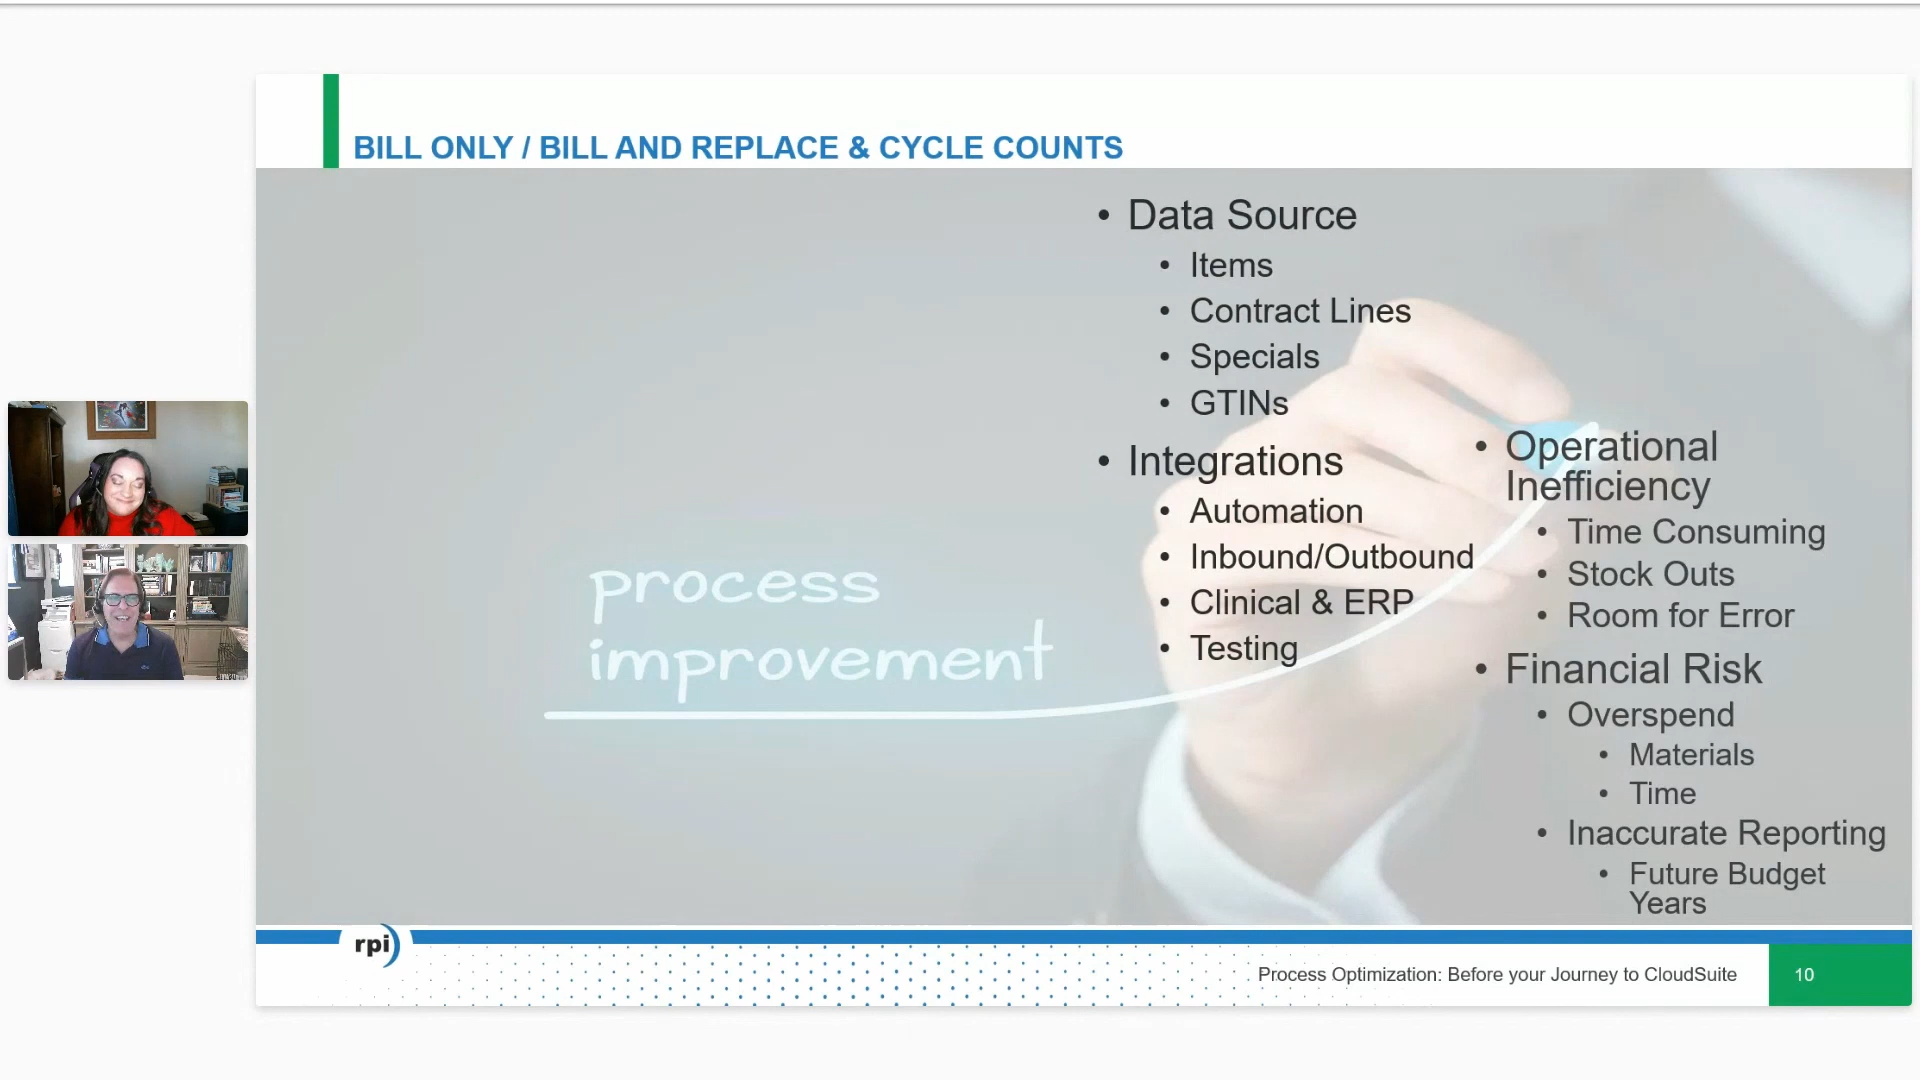 BILL ONLY / BILL AND REPLACE & CYCLE COUNTS
• Data Source
• Items
• Contract Lines
• Specials
• GTINs
• Integrations
• Automation
• Inbound/Outbound
• Clinical & ERP
• Testing
• Operational
Inefficiency
• Time Consuming
• Stock Outs
• Room for Error
• Financial Risk
• Overspend
• Materials
• Time
• Inaccurate Reporting
• Future Budget
Years
process
improvement
rpi
Process Optimization: Before your Journey to CloudSuite
10